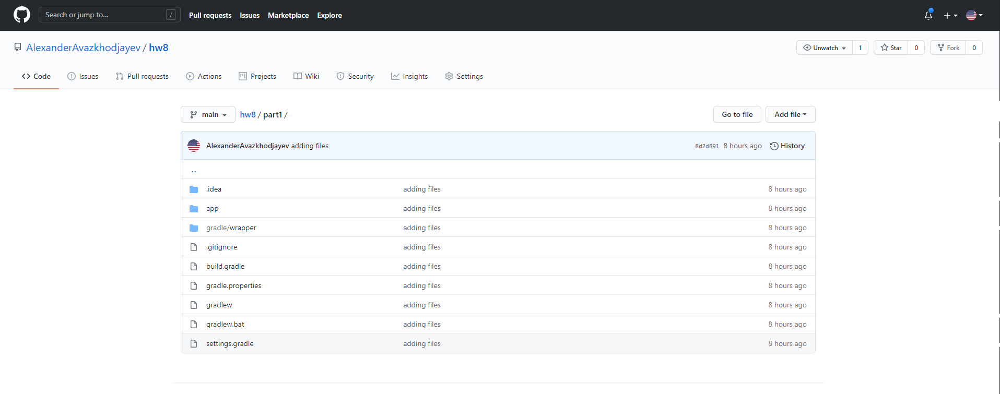 Search or jump to... / Pull requests Issues Marketplace Explore
AlexanderAvazkhodjayev / hw8 Unwatch 1 Star 0 Fork 0
Code Issues Pull requests Actions Projects Wiki Security Insights Settings
main hw8 / part1 / Go to file Add file
AlexanderAvazkhodjayev adding files 8d2d891 8 hours ago History
..
.idea adding files 8 hours ago
app adding files 8 hours ago
gradle/wrapper adding files 8 hours ago
.gitignore adding files 8 hours ago
build.gradle adding files 8 hours ago
gradle.properties adding files 8 hours ago
gradlew adding files 8 hours ago
gradlew.bat adding files 8 hours ago
settings.gradle adding files 8 hours ago